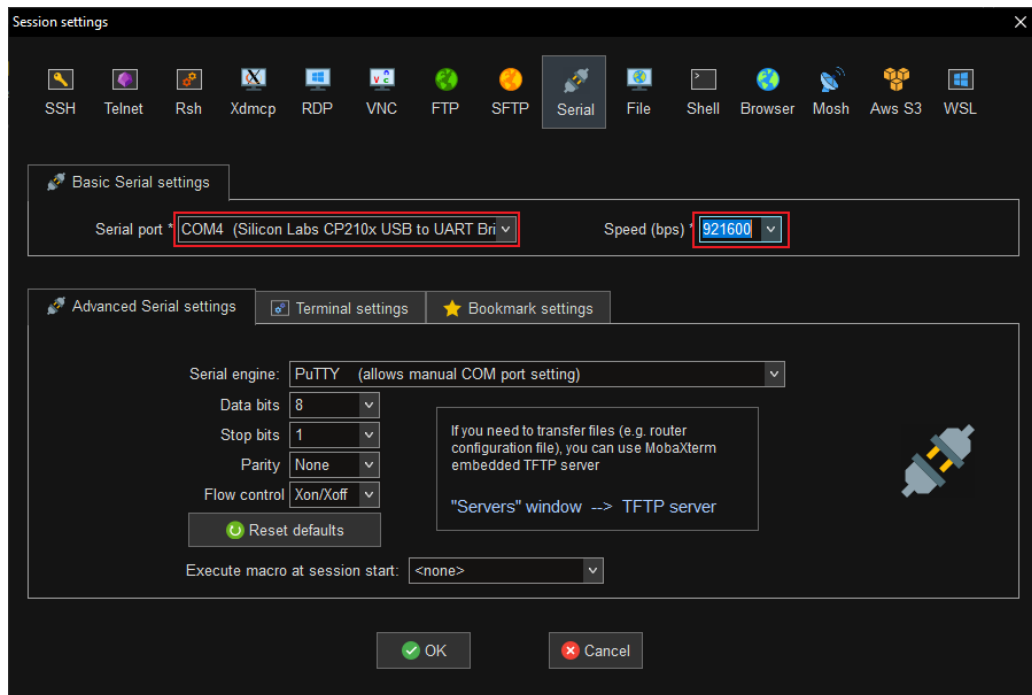 Session settings
SSH Telnet Rsh Xdmcp RDP VNC FTP SFTP Serial File Shell Browser Mosh Aws S3 WSL
Basic Serial settings
Serial port * COM4 (Silicon Labs CP210x USB to UART Bri Speed (bps) * 921600
Advanced Serial settings Terminal settings Bookmark settings
Serial engine: PuTTY (allows manual COM port setting)
Data bits 8
Stop bits 1
Parity None
Flow control Xon/Xoff
If you need to transfer files (e.g. router
configuration file), you can use MobaXterm
embedded TFTP server
"Servers" window --> TFTP server
Reset defaults
Execute macro at session start: <none>
OK Cancel